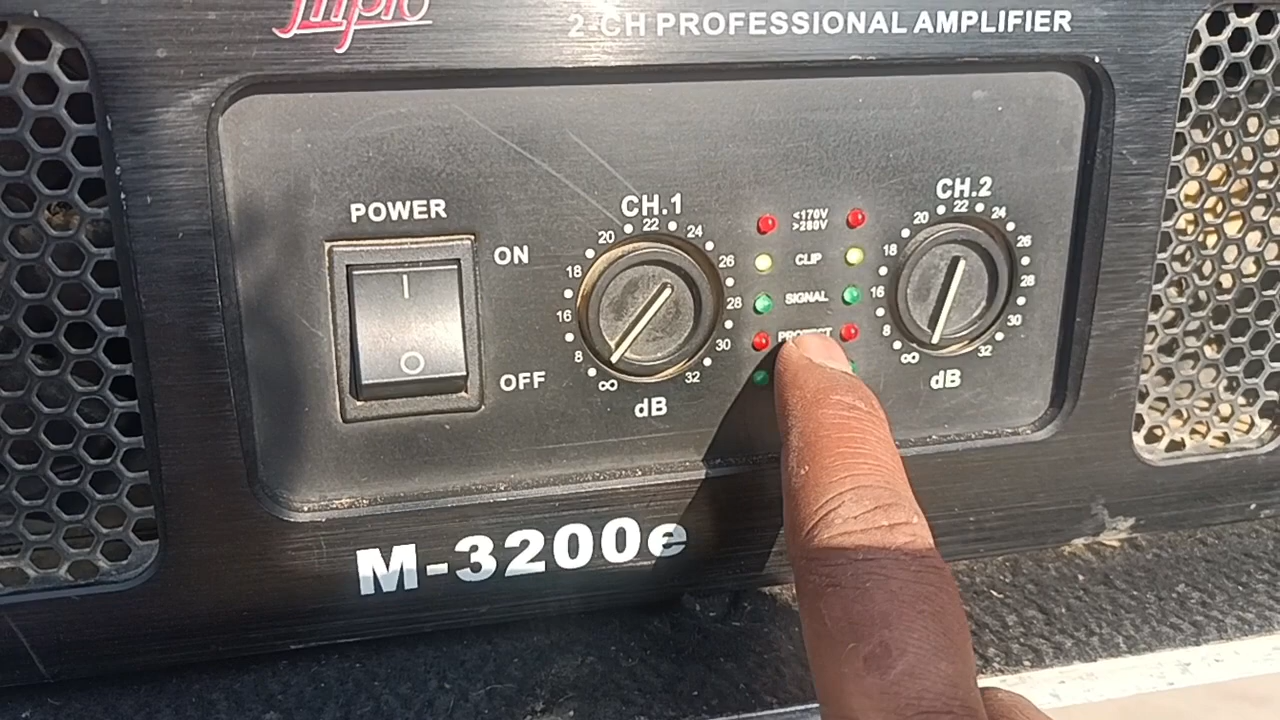 2-CH PROFESSIONAL AMPLIFIER
POWER
ON
OFF
CH.1
∞ 8 16 18 20 22 24 26 28 30 32
dB
<170V
>280V
CLIP
SIGNAL
PROTECT
CH.2
∞ 8 16 18 20 22 24 26 28 30 32
dB
M-3200e